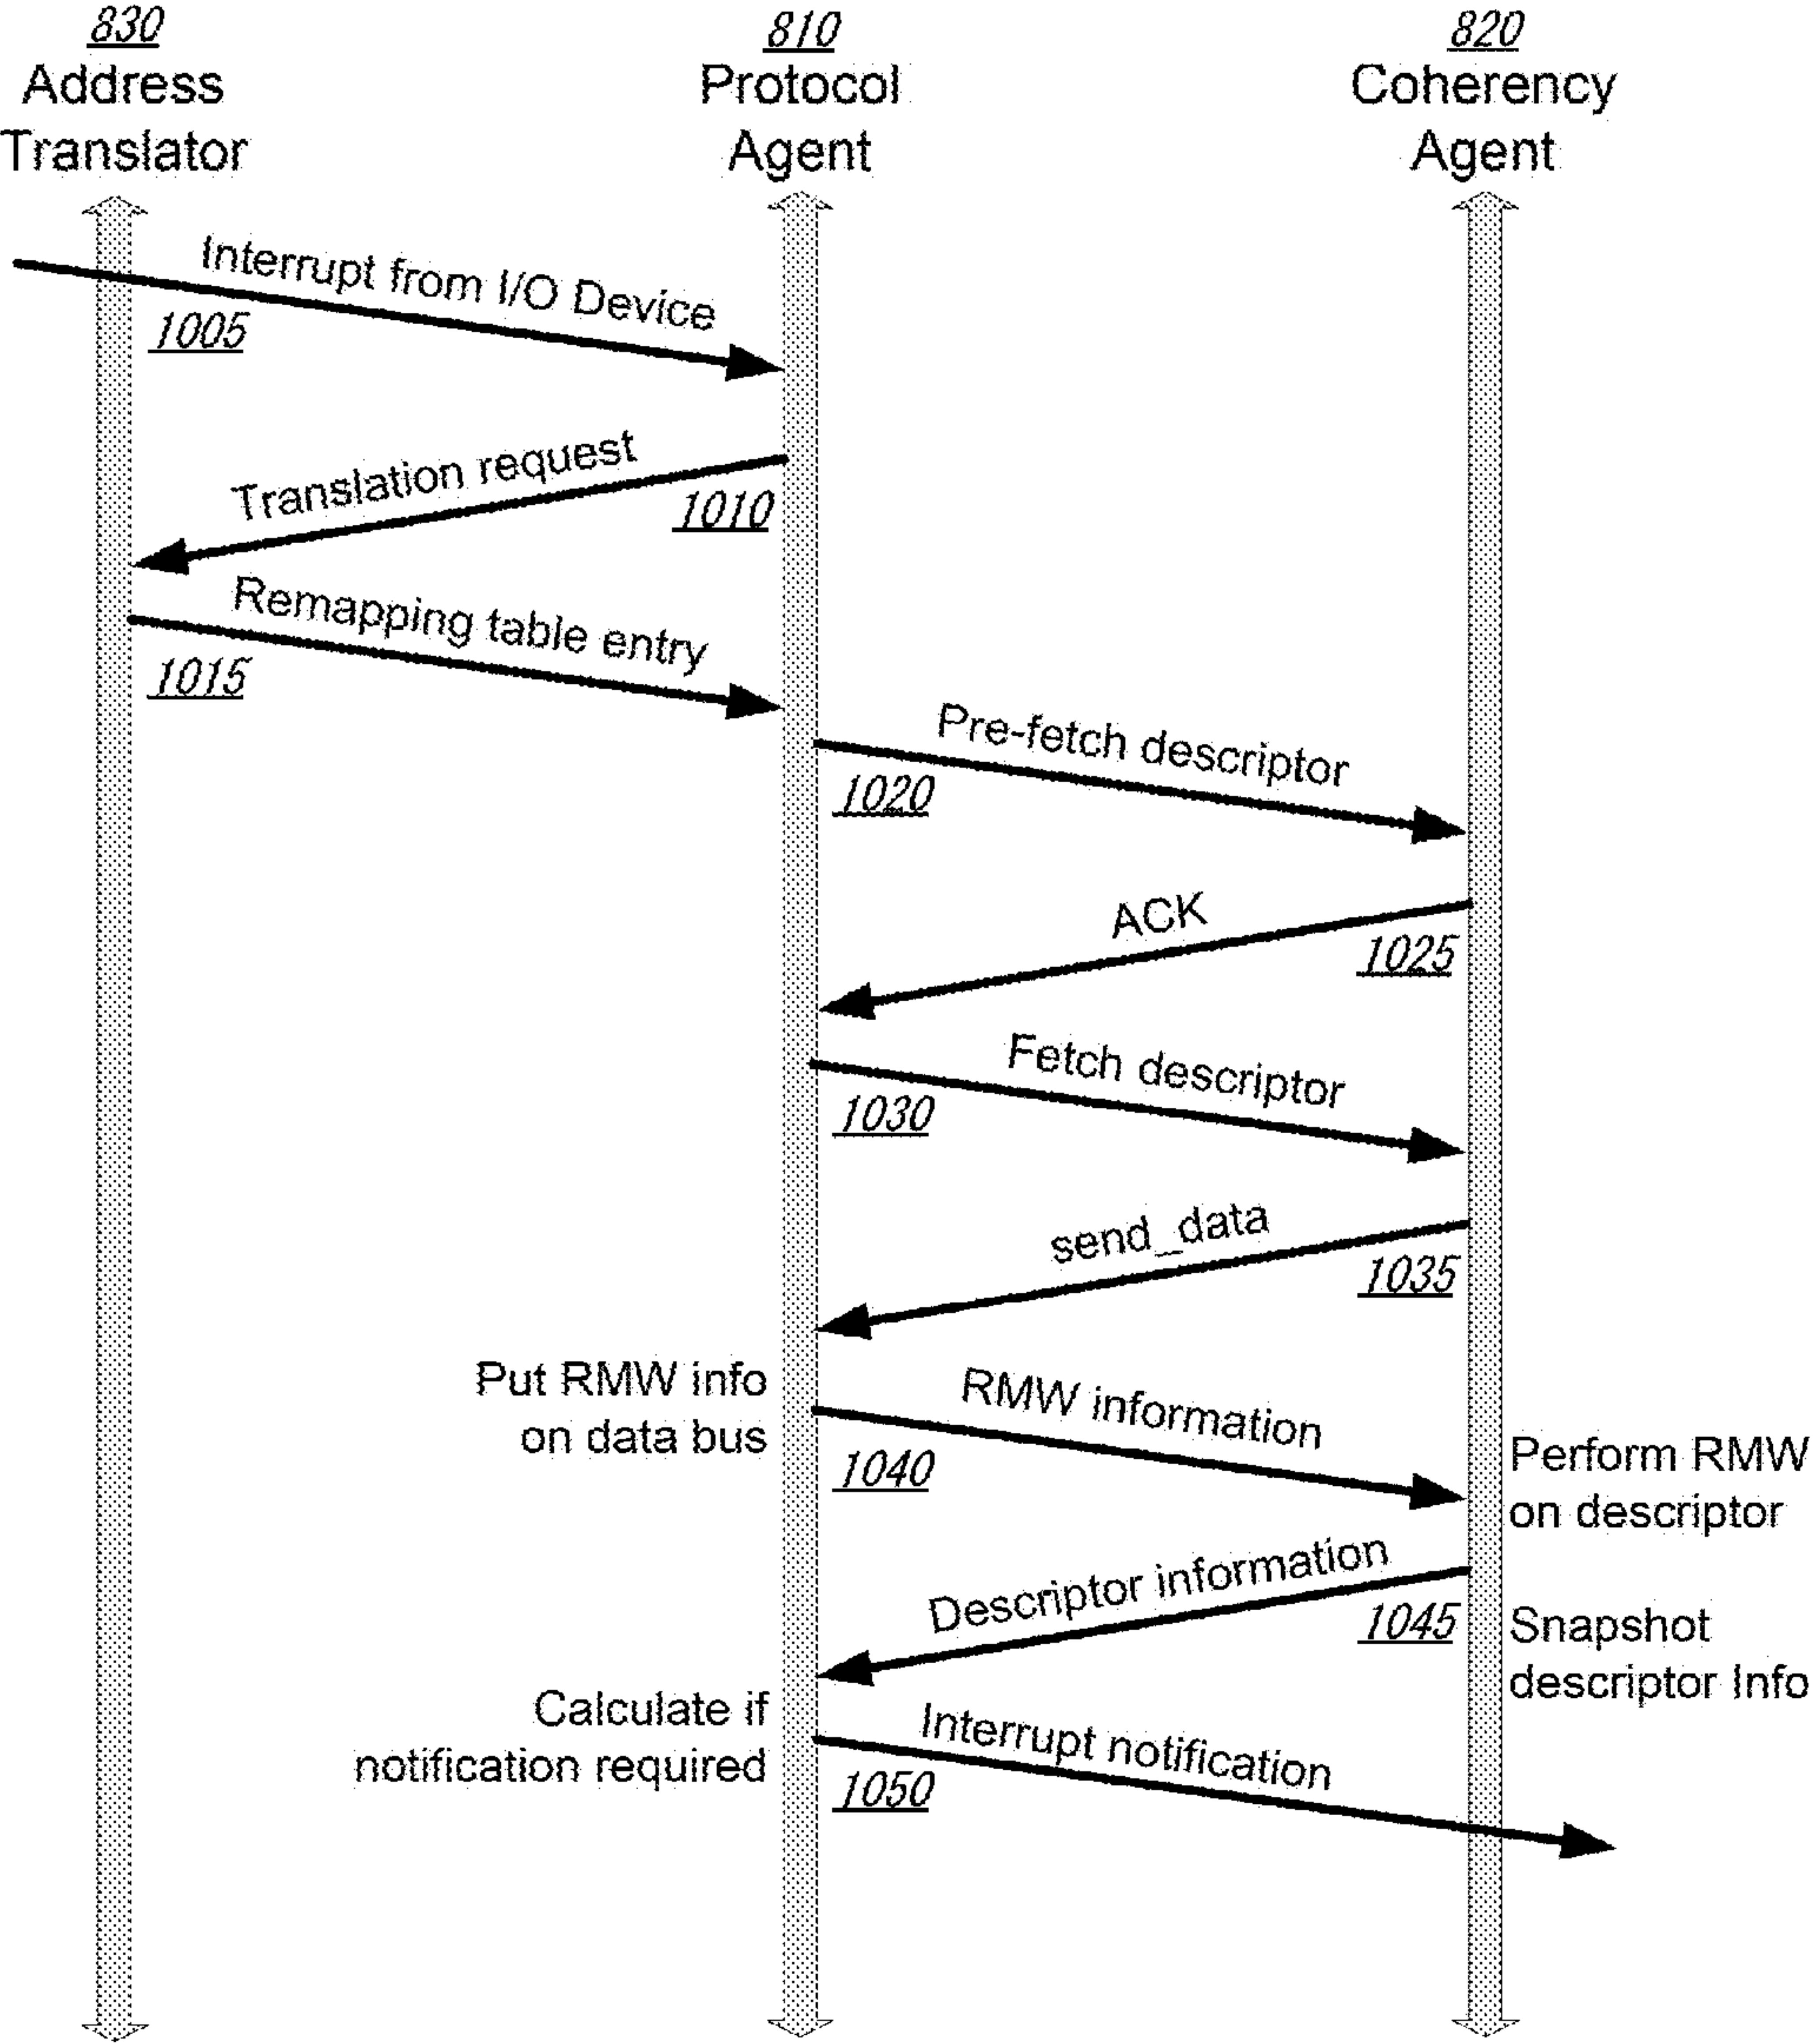 830
Address
Translator
810
Protocol
Agent
820
Coherency
Agent
Interrupt from I/O Device
1005
Translation request
1010
Remapping table entry
1015
Pre-fetch descriptor
1020
ACK
1025
Fetch descriptor
1030
send_data
1035
Put RMW info
on data bus
RMW information
1040
Perform RMW
on descriptor
Descriptor information
1045
Snapshot
descriptor Info
Calculate if
notification required
Interrupt notification
1050